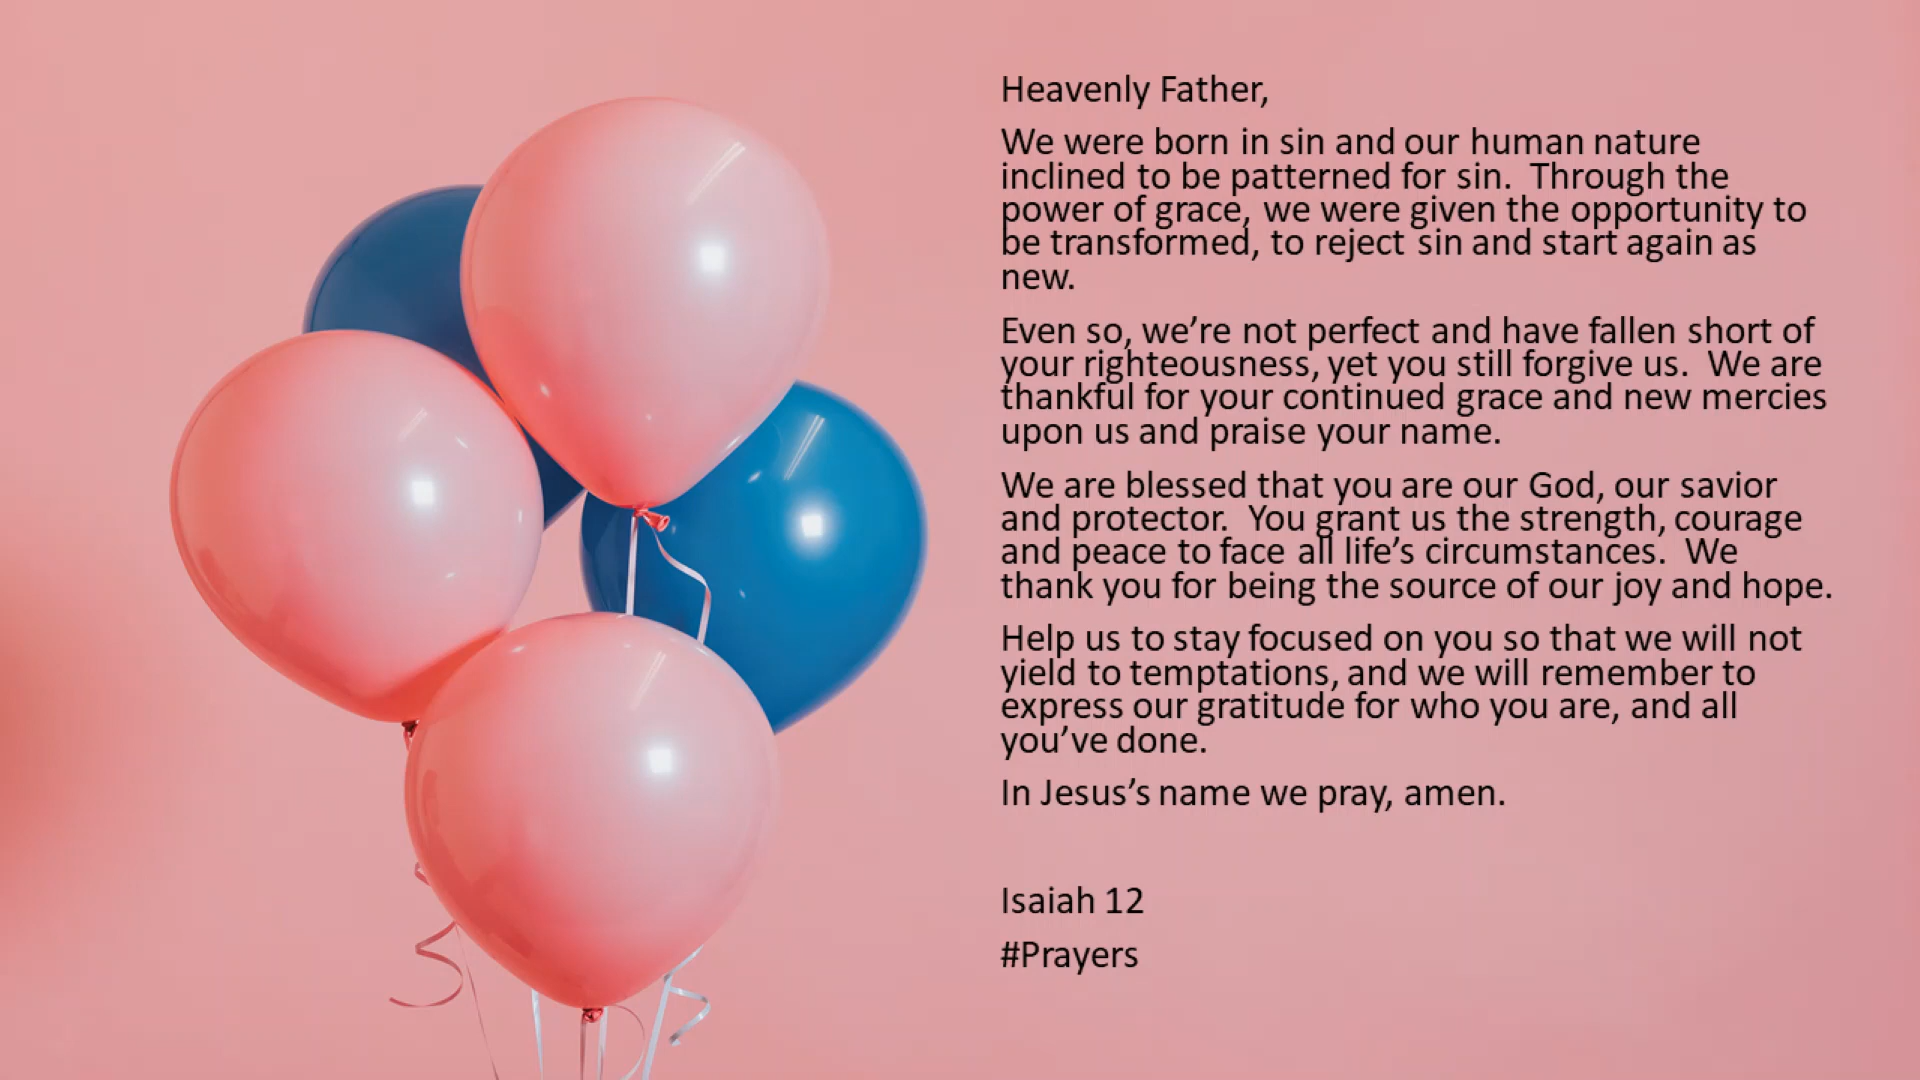 Heavenly Father,
We were born in sin and our human nature
inclined to be patterned for sin.  Through the
power of grace, we were given the opportunity to
be transformed, to reject sin and start again as
new.
Even so, we’re not perfect and have fallen short of
your righteousness, yet you still forgive us.  We are
thankful for your continued grace and new mercies
upon us and praise your name.
We are blessed that you are our God, our savior
and protector.  You grant us the strength, courage
and peace to face all life’s circumstances.  We
thank you for being the source of our joy and hope.
Help us to stay focused on you so that we will not
yield to temptations, and we will remember to
express our gratitude for who you are, and all
you’ve done.
In Jesus’s name we pray, amen.
Isaiah 12
#Prayers